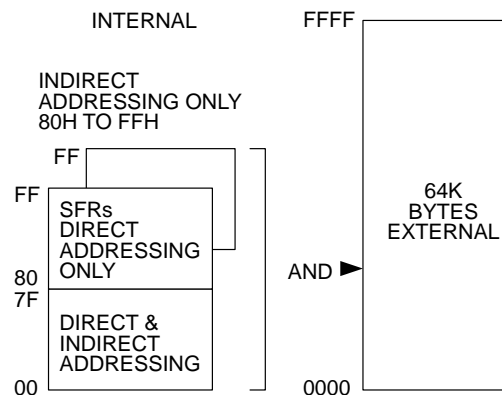 INTERNAL
INDIRECT
ADDRESSING ONLY
80H TO FFH
FF
FF
SFRs
DIRECT
ADDRESSING
ONLY
80
7F
DIRECT &
INDIRECT
ADDRESSING
00
AND
FFFF
64K
BYTES
EXTERNAL
0000